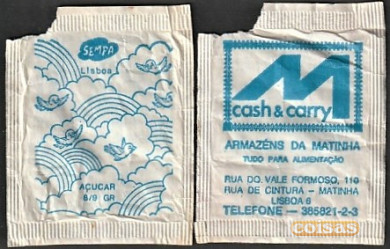 SEMPA
Lisboa
AÇUCAR
8/9 GR
M
cash & carry
ARMAZÉNS DA MATINHA
TUDO PARA ALIMENTAÇÃO
RUA DO VALE FORMOSO, 110
RUA DE CINTURA - MATINHA
LISBOA 6
TELEFONE - 385821-2-3
coisas